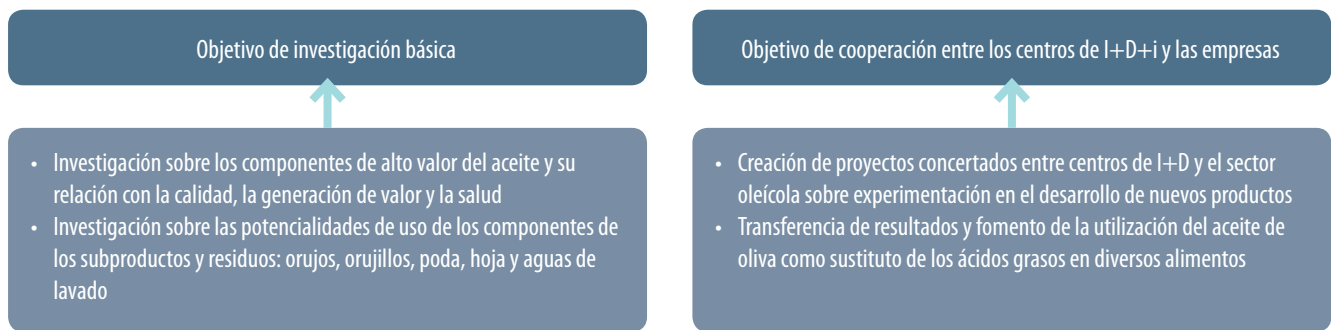 Objetivo de investigación básica
• Investigación sobre los componentes de alto valor del aceite y su
relación con la calidad, la generación de valor y la salud
• Investigación sobre las potencialidades de uso de los componentes de
los subproductos y residuos: orujos, orujillos, poda, hoja y aguas de
lavado
Objetivo de cooperación entre los centros de I+D+i y las empresas
• Creación de proyectos concertados entre centros de I+D y el sector
oleícola sobre experimentación en el desarrollo de nuevos productos
• Transferencia de resultados y fomento de la utilización del aceite de
oliva como sustituto de los ácidos grasos en diversos alimentos